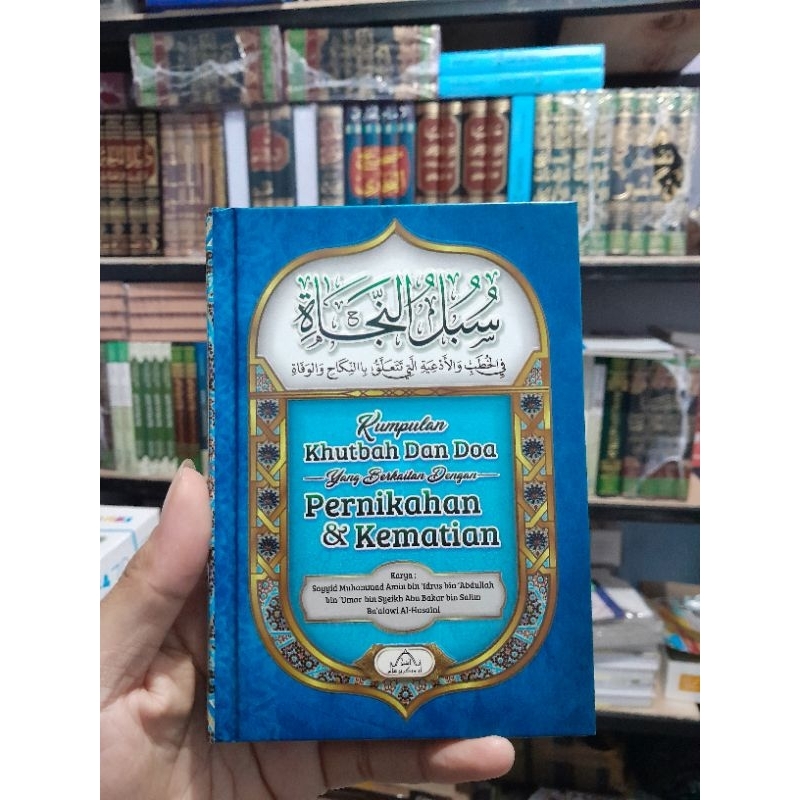 سُبُلُ النَّجَاةِ
فِي الْخُطَبِ وَالْأَدْعِيَةِ الَّتِي تَتَعَلَّقُ بِاالنِّكَاحِ وَالْوَفَاةِ
Kumpulan
Khutbah Dan Doa
Yang Berkaitan Dengan
Pernikahan
& Kematian
Karya :
Sayyid Muhammad Amin bin 'Idrus bin 'Abdullah
bin 'Umar bin Syeikh Abu Bakar bin Salim
Ba'alawi Al-Husaini